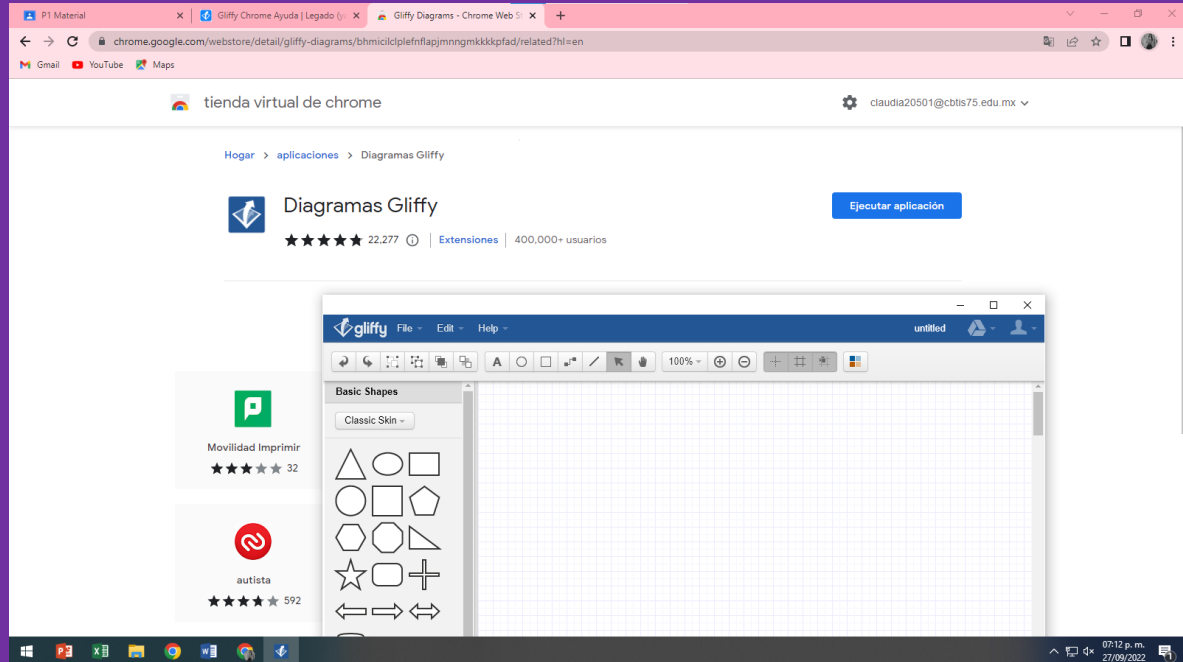 P1 Material
Gliffy Chrome Ayuda | Legado (y
Gliffy Diagrams - Chrome Web S
chrome.google.com/webstore/detail/gliffy-diagrams/bhmicilclplefnflapjmnngmkkkkpfad/related?hl=en
Gmail YouTube Maps
tienda virtual de chrome
claudia20501@cbtis75.edu.mx
Hogar > aplicaciones > Diagramas Gliffy
Diagramas Gliffy
Ejecutar aplicación
22,277 Extensiones 400,000+ usuarios
gliffy File Edit Help untitled
A 100%
Basic Shapes
Classic Skin
Movilidad Imprimir
32
autista
592
07:12 p. m.
27/09/2022
1